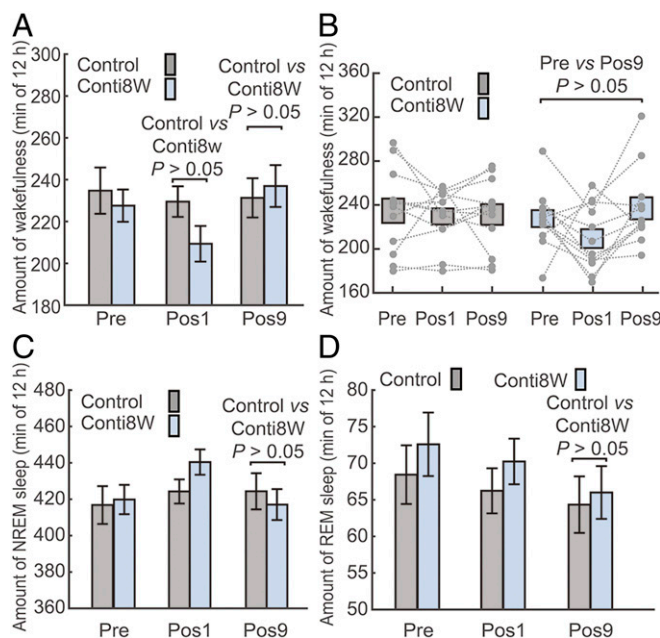 A
Amount of wakefulness (min of 12 h)
300
280
260
240
220
200
180
Control
Conti8W
Control vs
Conti8w
P > 0.05
Control vs
Conti8W
P > 0.05
Pre
Pos1
Pos9
B
Amount of wakefulness (min of 12 h)
360
320
280
240
200
160
Control
Conti8W
Pre vs Pos9
P > 0.05
Pre
Pos1
Pos9
Pre
Pos1
Pos9
C
Amount of NREM sleep (min of 12 h)
480
460
440
420
400
380
360
Control
Conti8W
Control vs
Conti8W
P > 0.05
Pre
Pos1
Pos9
D
Amount of REM sleep (min of 12 h)
80
75
70
65
60
55
50
Control
Conti8W
Control vs
Conti8W
P > 0.05
Pre
Pos1
Pos9